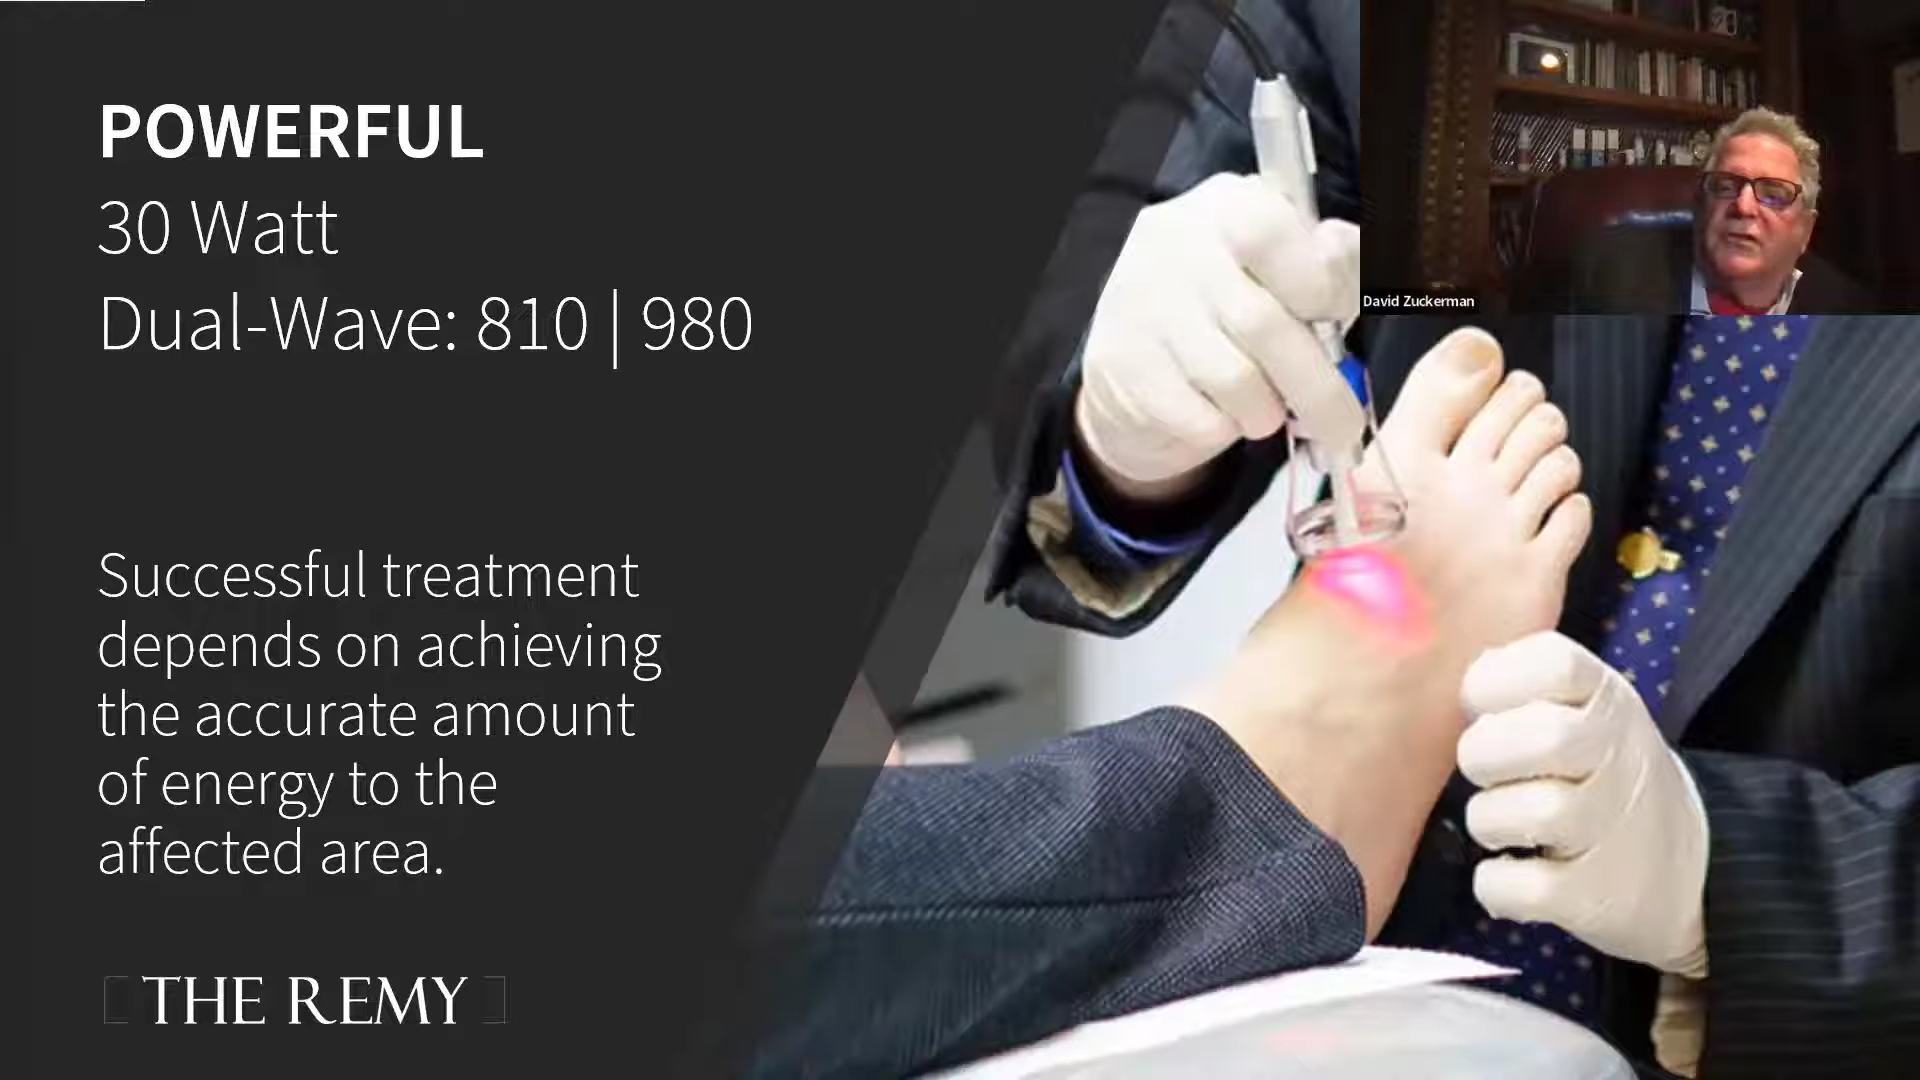 POWERFUL
30 Watt
Dual-Wave: 810 | 980
Successful treatment
depends on achieving
the accurate amount
of energy to the
affected area.
THE REMY
David Zuckerman